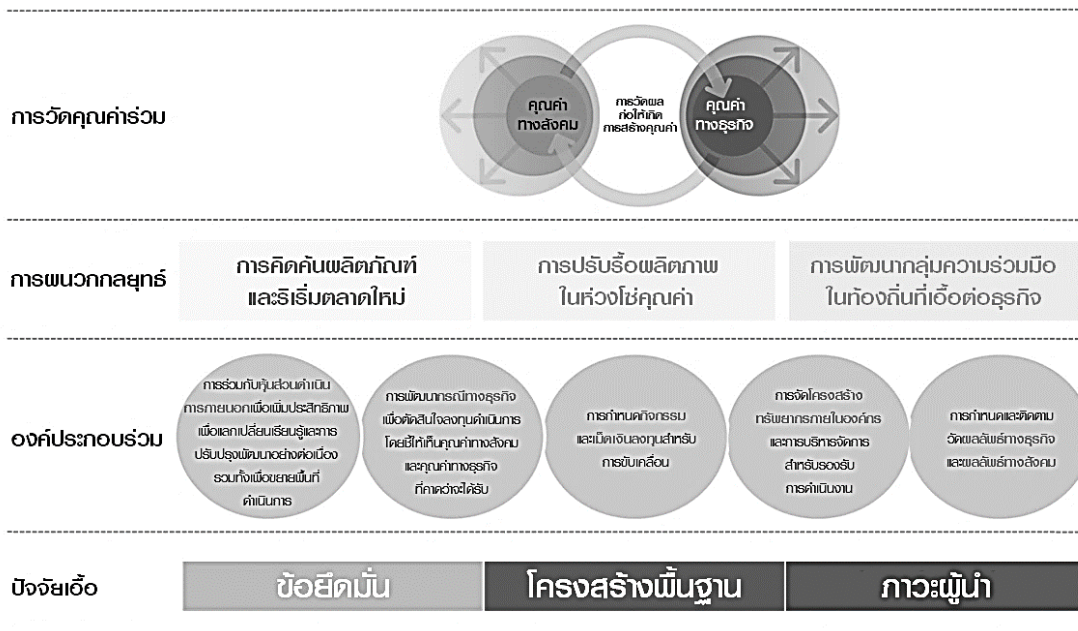 การวัดคุณค่าร่วม
คุณค่า
ทางสังคม
การวัดผล
ก่อให้เกิด
การสร้างคุณค่า
คุณค่า
ทางธุรกิจ
การผนวกกลยุทธ์
การคิดค้นผลิตภัณฑ์
และริเริ่มตลาดใหม่
การปรับรื้อผลิตภาพ
ในห่วงโซ่คุณค่า
การพัฒนากลุ่มความร่วมมือ
ในท้องถิ่นที่เอื้อต่อธุรกิจ
องค์ประกอบร่วม
การร่วมกับหุ้นส่วนดำเนิน
การภายนอกเพื่อเพิ่มประสิทธิภาพ
เพื่อแลกเปลี่ยนเรียนรู้และการ
ปรับปรุงพัฒนาอย่างต่อเนื่อง
รวมทั้งเพื่อขยายพื้นที่
ดำเนินการ
การพัฒนากรณีทางธุรกิจ
เพื่อตัดสินใจลงทุนดำเนินการ
โดยชี้ให้เห็นคุณค่าทางสังคม
และคุณค่าทางธุรกิจ
ที่คาดว่าจะได้รับ
การกำหนดกิจกรรม
และเม็ดเงินลงทุนสำหรับ
การขับเคลื่อน
การจัดโครงสร้าง
ทรัพยากรภายในองค์กร
และการบริหารจัดการ
สำหรับรองรับ
การดำเนินงาน
การกำหนดและติดตาม
วัดผลลัพธ์ทางธุรกิจ
และผลลัพธ์ทางสังคม
ปัจจัยเอื้อ
ข้อยึดมั่น
โครงสร้างพื้นฐาน
ภาวะผู้นำ